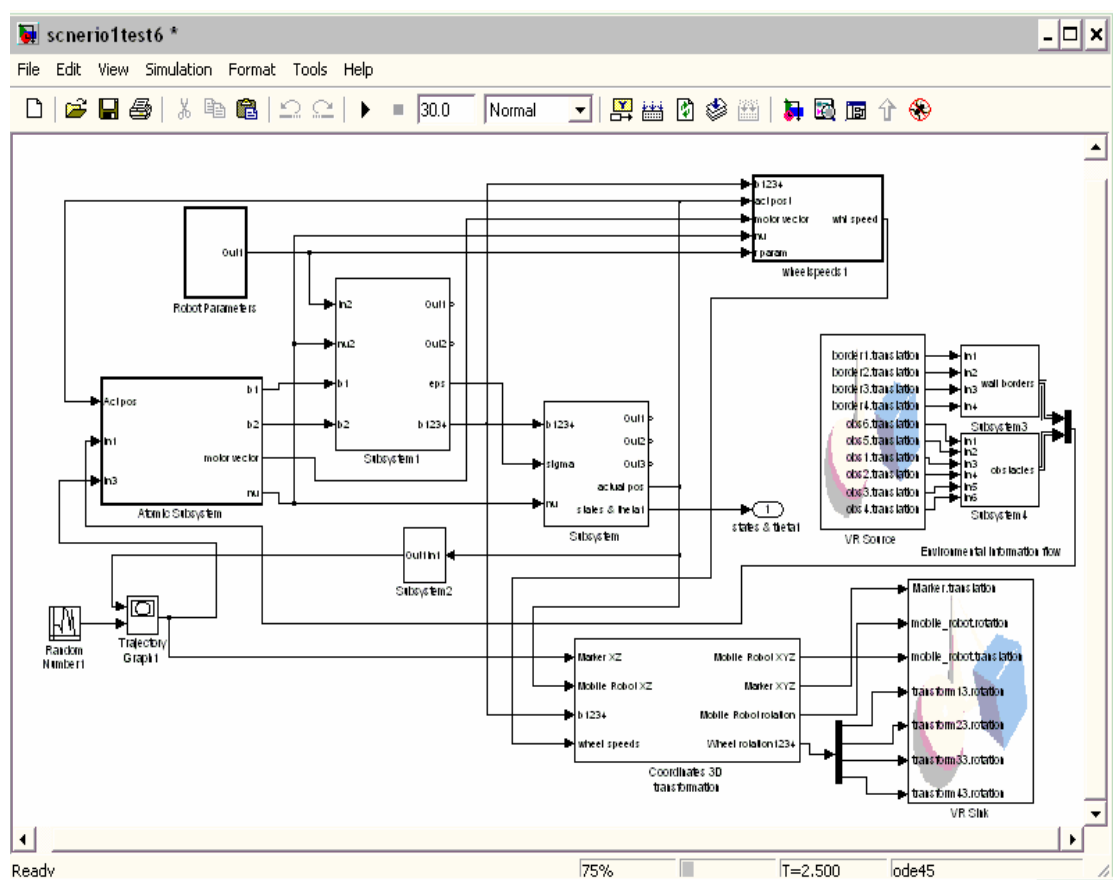 scnerio1test6 *
File Edit View Simulation Format Tools Help
30.0 Normal
b1234
act pos1
motor vector
nu
r param
whl speed
wheelspeeds1
Out1
Robot Parameters
In2
nu2
b1
b2
Out1
Out2
eps
b1234
Subsystem1
Act pos
In1
In3
b1
b2
motor vector
nu
Atomic Subsystem
b1234
sigma
nu
Out1
Out2
Out3
actual pos
states & theta1
Subsystem
1
states & theta1
Out1 In1
Subsystem2
Random
Number1
Trajectory
Graph1
border1.translation
border2.translation
border3.translation
border4.translation
obs6.translation
obs5.translation
obs1.translation
obs2.translation
obs3.translation
obs4.translation
VR Source
In1
In2
In3
In4
wall borders
Subsystem3
In1
In2
In3
In4
In5
In6
obstacles
Subsystem4
Environmental Information flow
Marker XZ
Mobile Robot XZ
b1234
wheel speeds
Mobile Robot XYZ
Marker XYZ
Mobile Robot rotation
Wheel rotation1234
Coordinates 3D
transformation
Marker.translation
mobile_robot.rotation
mobile_robot.translation
transform13.rotation
transform23.rotation
transform33.rotation
transform43.rotation
VR Sink
Ready 75% T=2.500 ode45